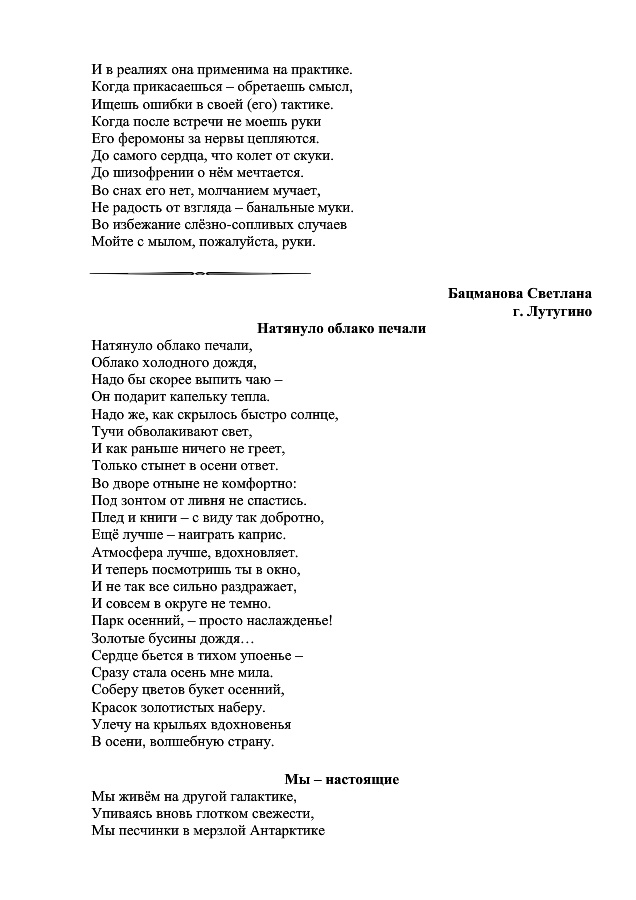 И в реалиях она применима на практике.
Когда прикасаешься – обретаешь смысл,
Ищешь ошибки в своей (его) тактике.
Когда после встречи не моешь руки
Его феромоны за нервы цепляются.
До самого сердца, что колет от скуки.
До шизофрении о нём мечтается.
Во снах его нет, молчанием мучает,
Не радость от взгляда – банальные муки.
Во избежание слёзно-сопливых случаев
Мойте с мылом, пожалуйста, руки.
Бацманова Светлана
г. Лутугино
Натянуло облако печали
Натянуло облако печали,
Облако холодного дождя,
Надо бы скорее выпить чаю –
Он подарит капельку тепла.
Надо же, как скрылось быстро солнце,
Тучи обволакивают свет,
И как раньше ничего не греет,
Только стынет в осени ответ.
Во дворе отныне не комфортно:
Под зонтом от ливня не спастись.
Плед и книги – с виду так добротно,
Ещё лучше – наиграть каприс.
Атмосфера лучше, вдохновляет.
И теперь посмотришь ты в окно,
И не так все сильно раздражает,
И совсем в округе не темно.
Парк осенний, – просто наслажденье!
Золотые бусины дождя…
Сердце бьется в тихом упоенье –
Сразу стала осень мне мила.
Соберу цветов букет осенний,
Красок золотистых наберу.
Улечу на крыльях вдохновенья
В осени, волшебную страну.
Мы – настоящие
Мы живём на другой галактике,
Упиваясь вновь глотком свежести,
Мы песчинки в мерзлой Антарктике